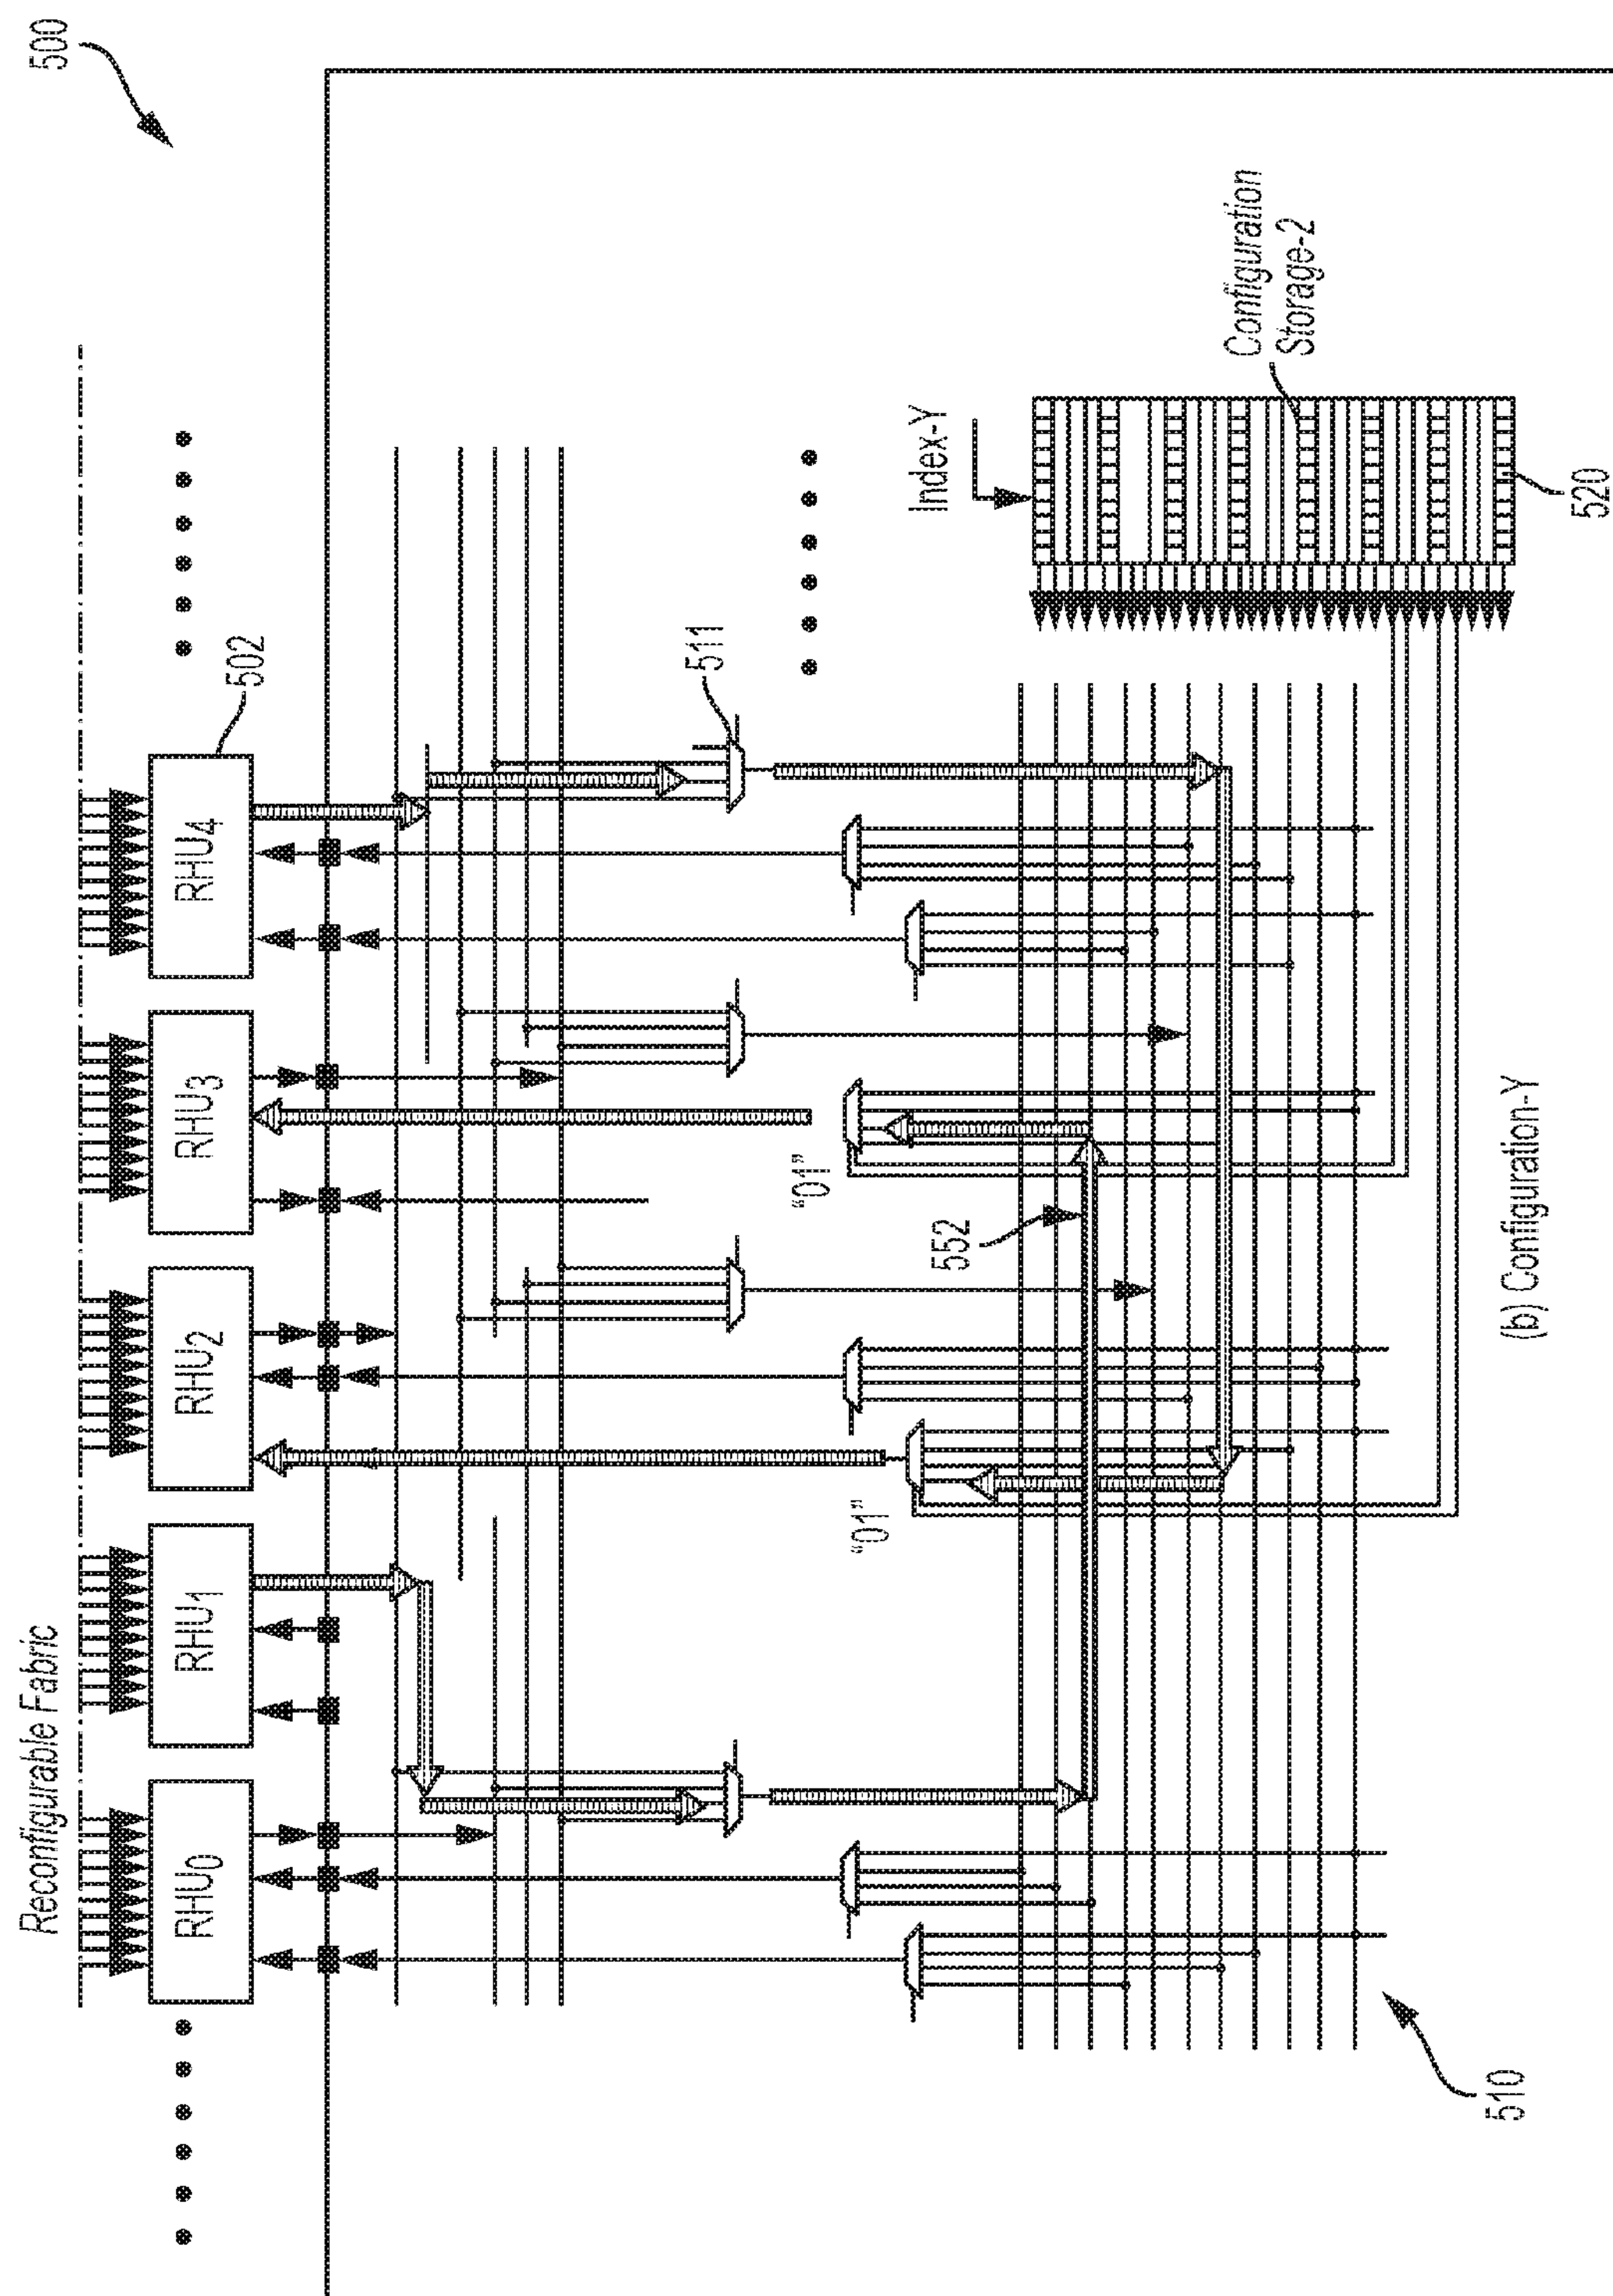 500
Reconfigurable Fabric
RHU0
RHU1
RHU2
RHU3
RHU4
502
511
"01"
"01"
552
Index-Y
Configuration
Storage-2
520
510
(b) Configuration-Y